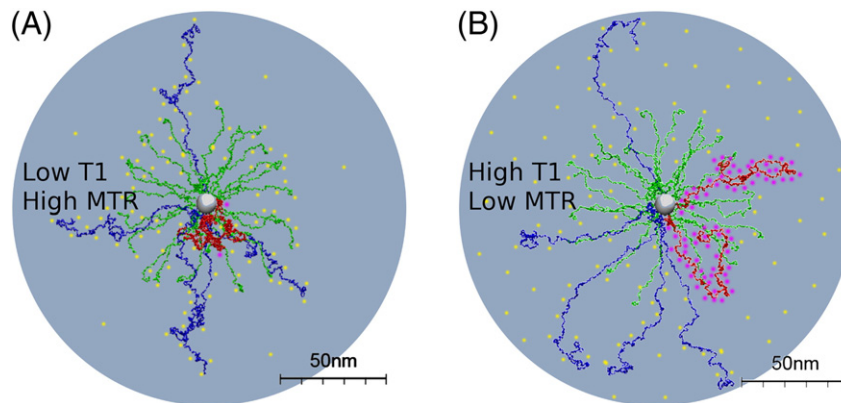 (A)
Low T1
High MTR
50nm
(B)
High T1
Low MTR
50nm